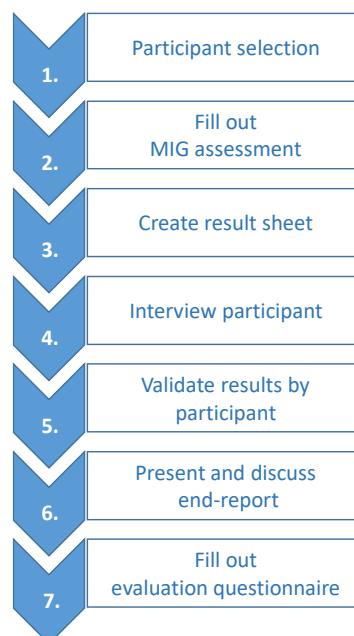 1.
Participant selection
2.
Fill out
MIG assessment
3.
Create result sheet
4.
Interview participant
5.
Validate results by
participant
6.
Present and discuss
end-report
7.
Fill out
evaluation questionnaire